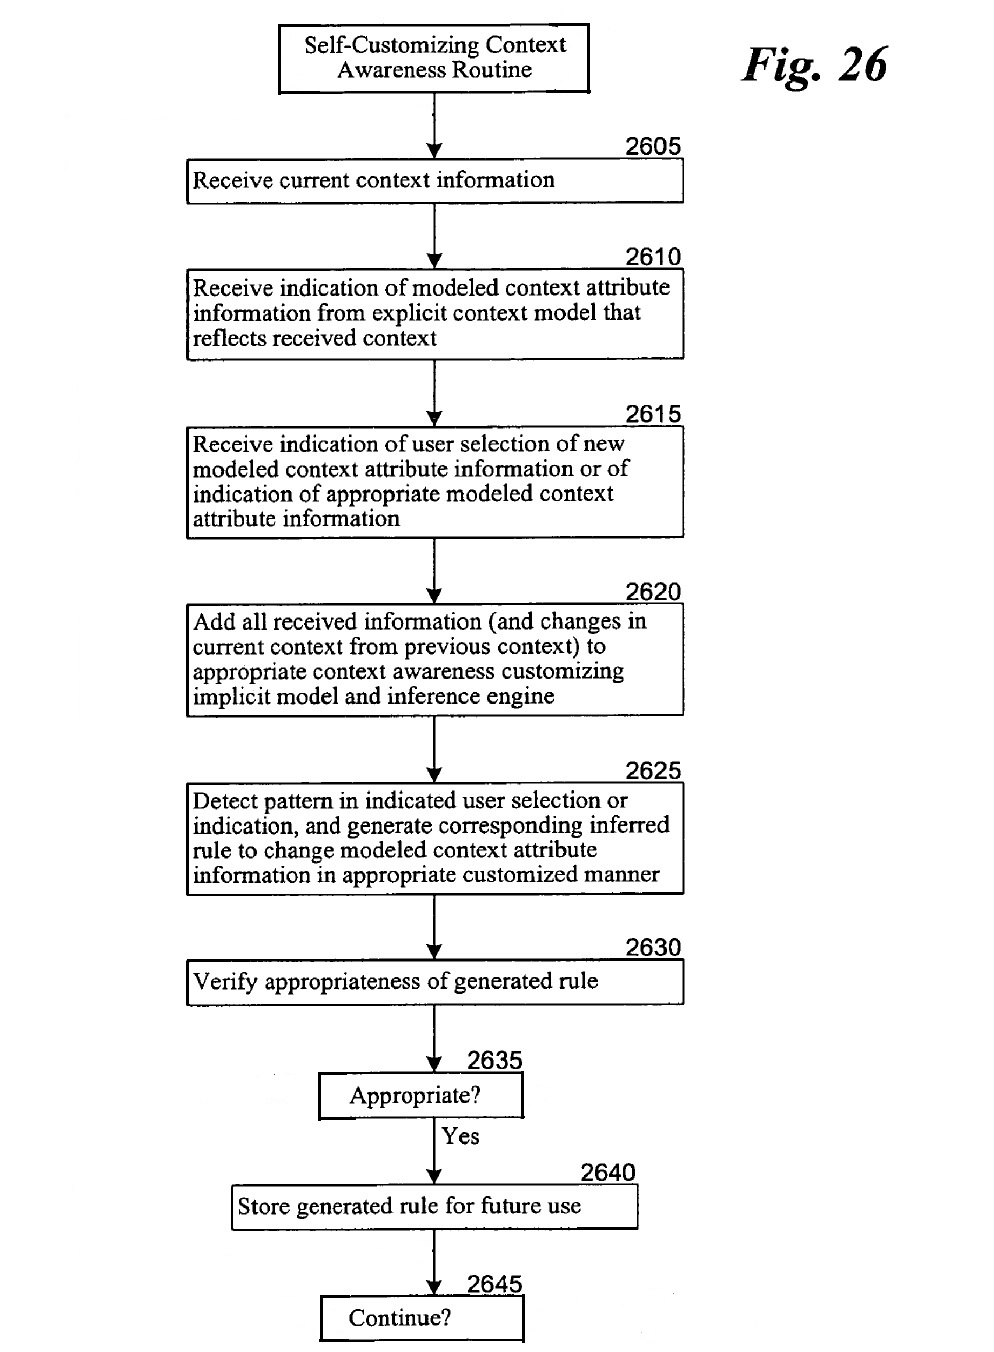 Self-Customizing Context
Awareness Routine
Fig. 26
2605
Receive current context information
2610
Receive indication of modeled context attribute
information from explicit context model that
reflects received context
2615
Receive indication of user selection of new
modeled context attribute information or of
indication of appropriate modeled context
attribute information
2620
Add all received information (and changes in
current context from previous context) to
appropriate context awareness customizing
implicit model and inference engine
2625
Detect pattern in indicated user selection or
indication, and generate corresponding inferred
rule to change modeled context attribute
information in appropriate customized manner
2630
Verify appropriateness of generated rule
2635
Appropriate?
Yes
2640
Store generated rule for future use
2645
Continue?